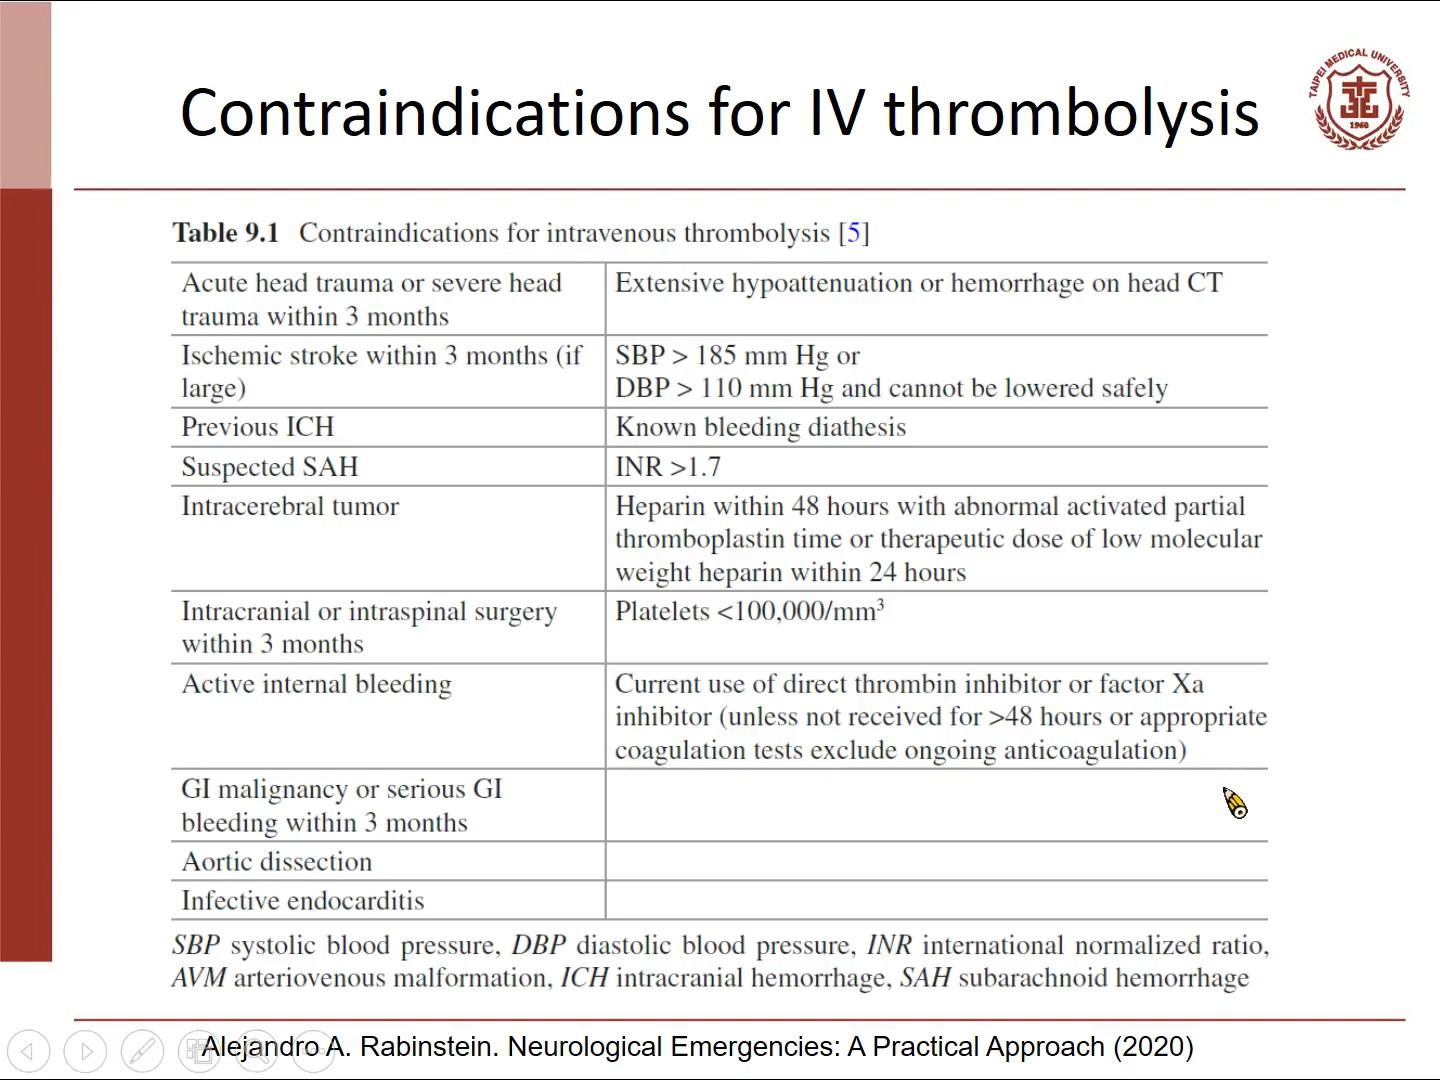 Contraindications for IV thrombolysis
TAIPEI MEDICAL UNIVERSITY
1960
Table 9.1 Contraindications for intravenous thrombolysis [5]
Acute head trauma or severe head
trauma within 3 months
Extensive hypoattenuation or hemorrhage on head CT
Ischemic stroke within 3 months (if
large)
SBP > 185 mm Hg or
DBP > 110 mm Hg and cannot be lowered safely
Previous ICH
Known bleeding diathesis
Suspected SAH
INR >1.7
Intracerebral tumor
Heparin within 48 hours with abnormal activated partial
thromboplastin time or therapeutic dose of low molecular
weight heparin within 24 hours
Intracranial or intraspinal surgery
within 3 months
Platelets <100,000/mm³
Active internal bleeding
Current use of direct thrombin inhibitor or factor Xa
inhibitor (unless not received for >48 hours or appropriate
coagulation tests exclude ongoing anticoagulation)
GI malignancy or serious GI
bleeding within 3 months
Aortic dissection
Infective endocarditis
SBP systolic blood pressure, DBP diastolic blood pressure, INR international normalized ratio,
AVM arteriovenous malformation, ICH intracranial hemorrhage, SAH subarachnoid hemorrhage
Alejandro A. Rabinstein. Neurological Emergencies: A Practical Approach (2020)